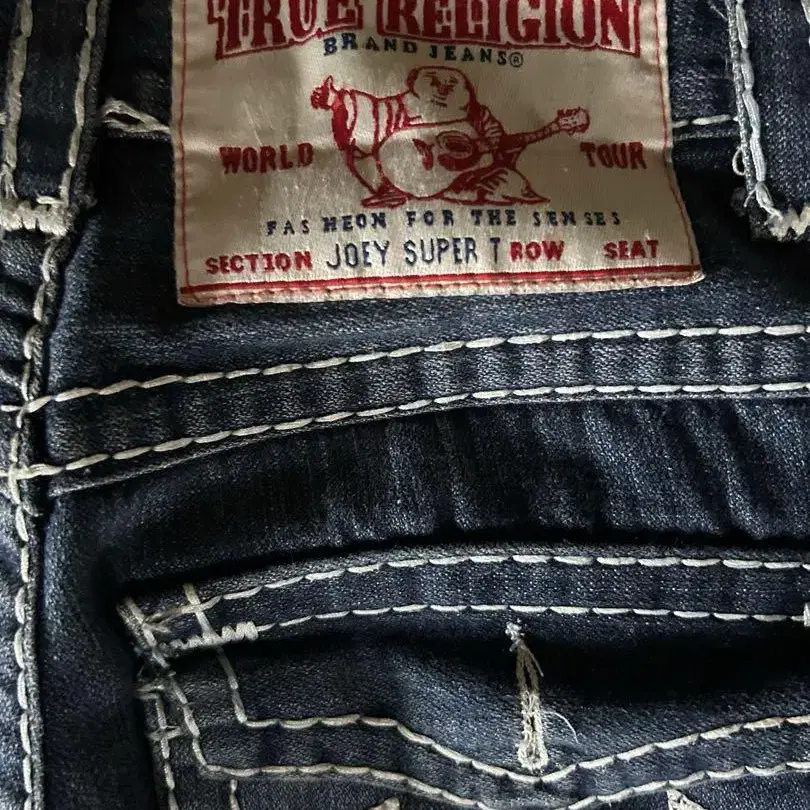 TRUE RELIGION
BRAND JEANS®
WORLD TOUR
FASHEON FOR THE SENSES
SECTION JOEY SUPER T ROW SEAT